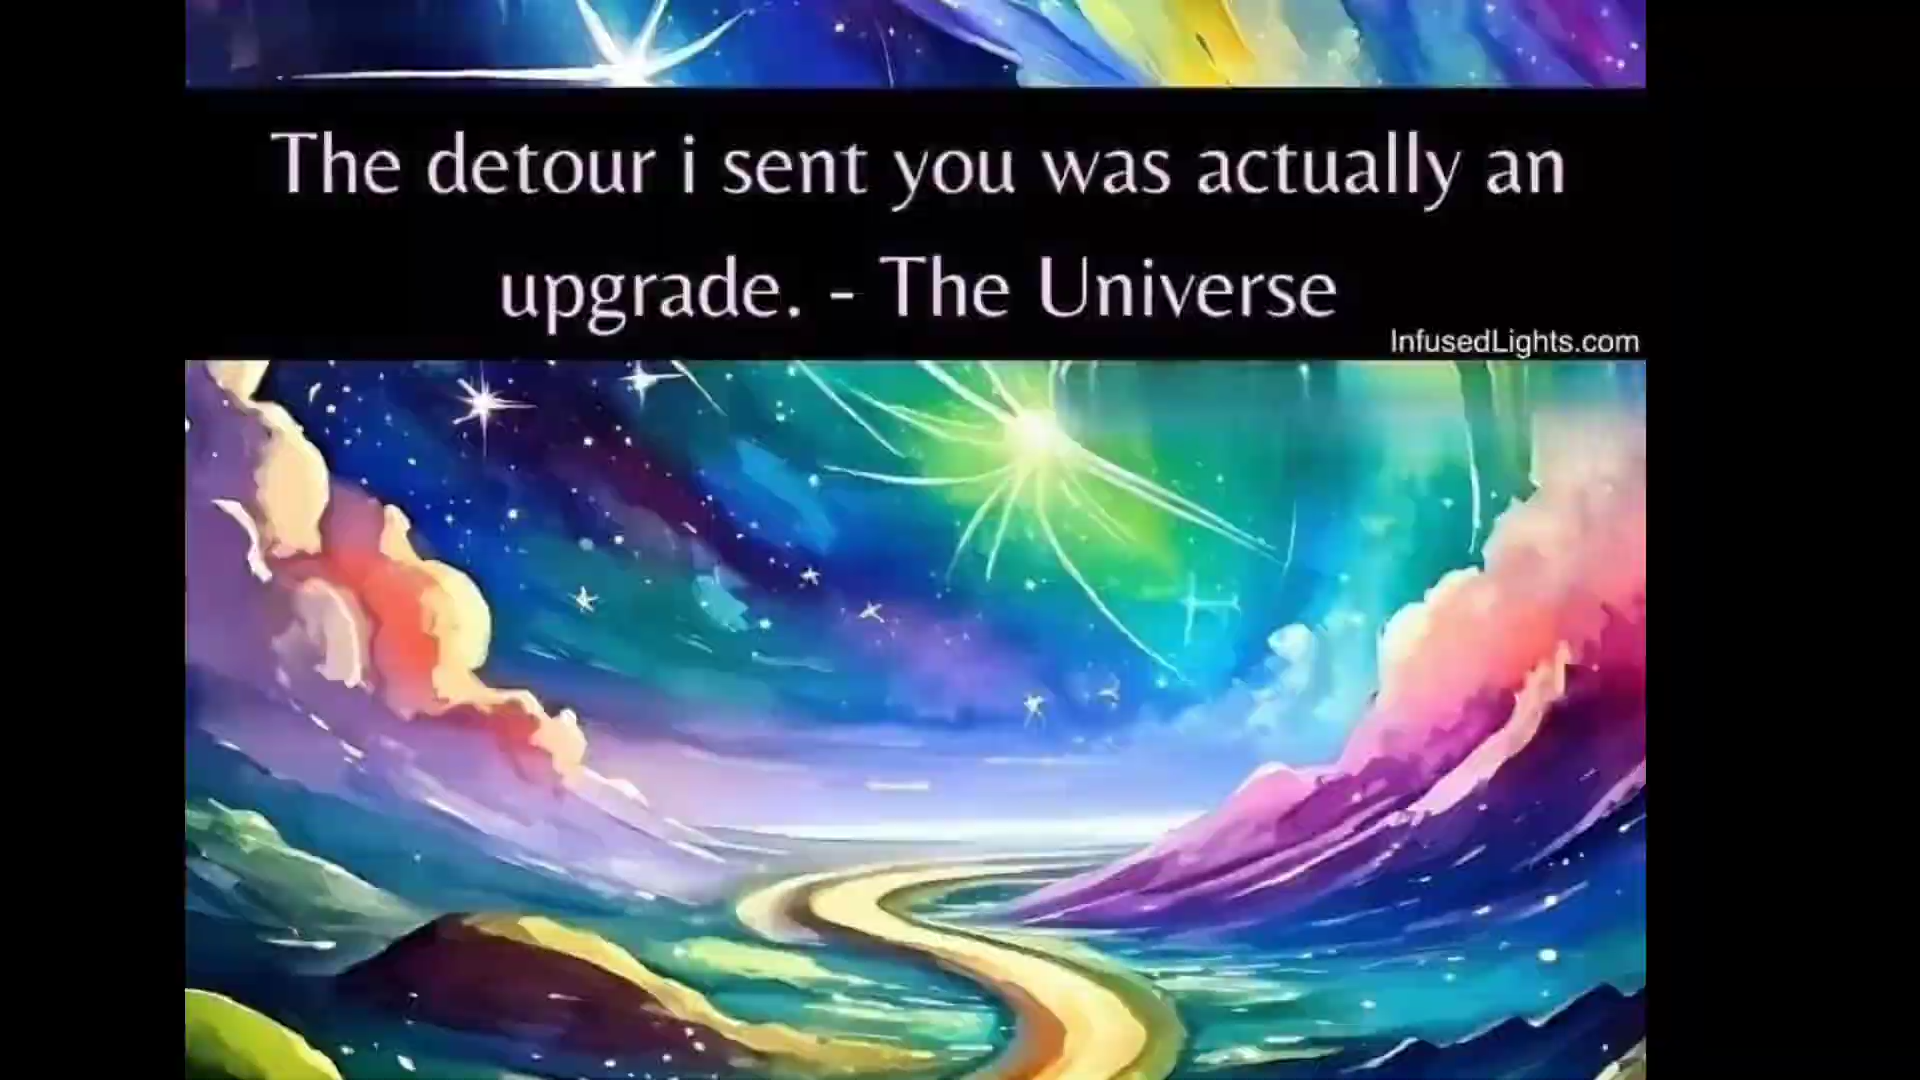 The detour i sent you was actually an
upgrade. - The Universe
InfusedLights.com